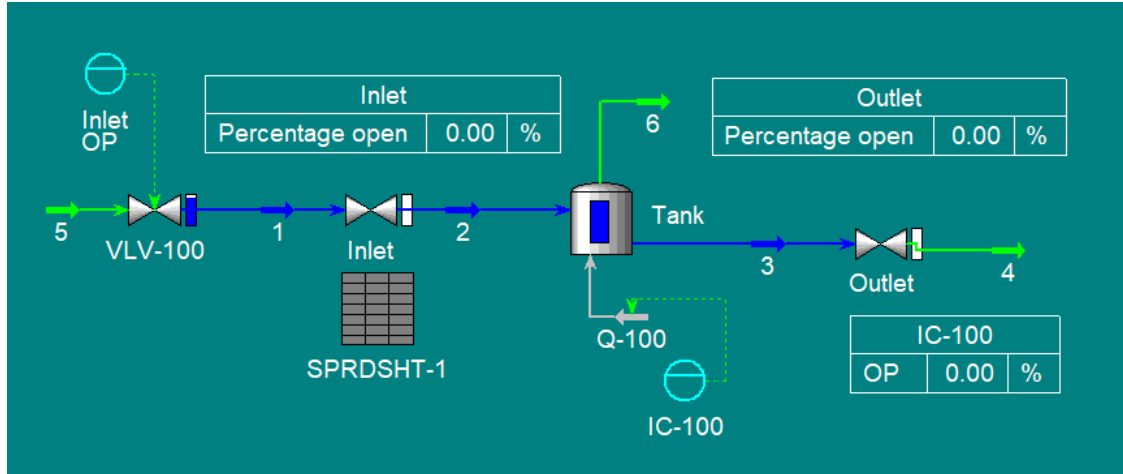 Inlet
OP
Inlet
Percentage open 0.00 %
Outlet
Percentage open 0.00 %
6
5
VLV-100
1
Inlet
2
Tank
3
Outlet
4
SPRDSHT-1
Q-100
IC-100
IC-100
OP 0.00 %